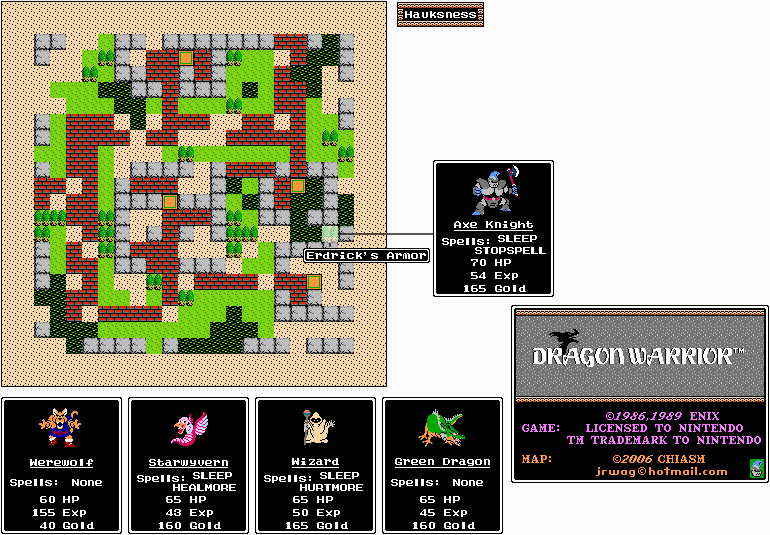 Hauksness
Axe Knight
Spells: SLEEP
STOPSPELL
70 HP
54 Exp
165 Gold
Erdrick's Armor
DRAGON WARRIOR™
©1986,1989 ENIX
GAME: LICENSED TO NINTENDO
TM TRADEMARK TO NINTENDO
MAP: ©2006 CHIASM
jrwag@hotmail.com
Werewolf
Spells: None
60 HP
155 Exp
40 Gold
Starwyvern
Spells: SLEEP
HEALMORE
65 HP
43 Exp
160 Gold
Wizard
Spells: SLEEP
HURTMORE
65 HP
50 Exp
165 Gold
Green Dragon
Spells: None
65 HP
45 Exp
160 Gold